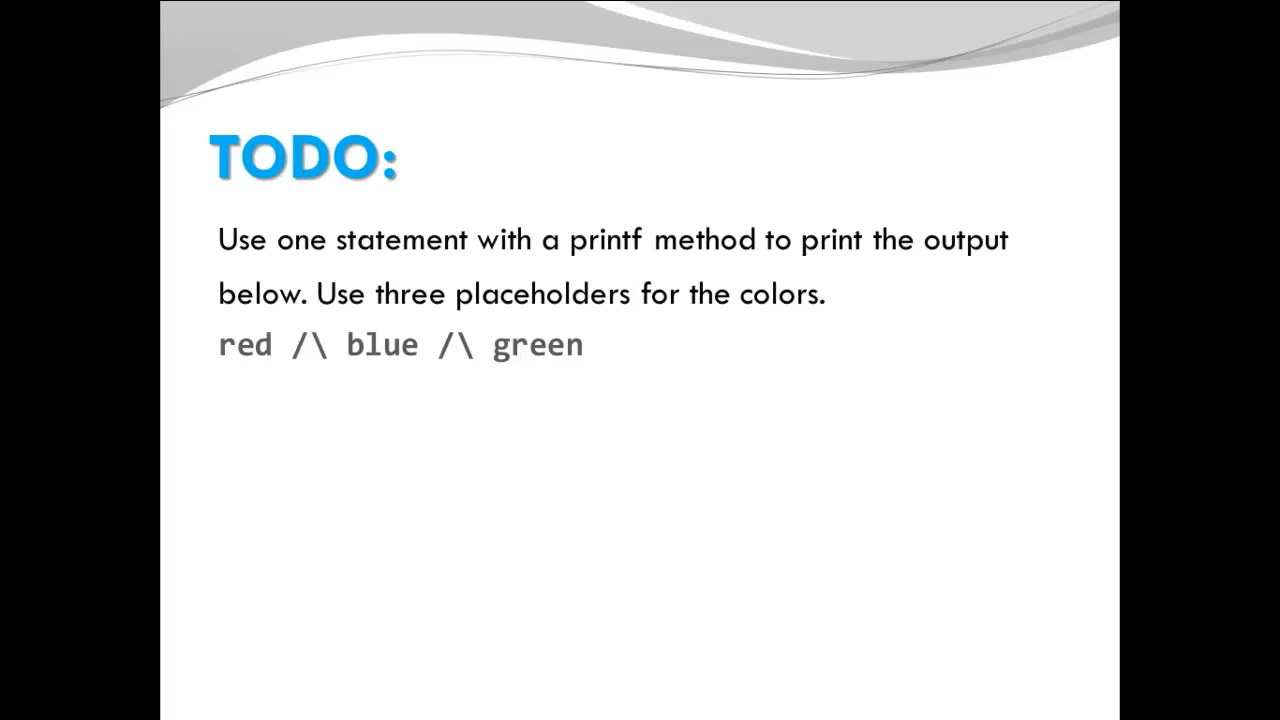 TODO:
Use one statement with a printf method to print the output
below. Use three placeholders for the colors.
red /\ blue /\ green